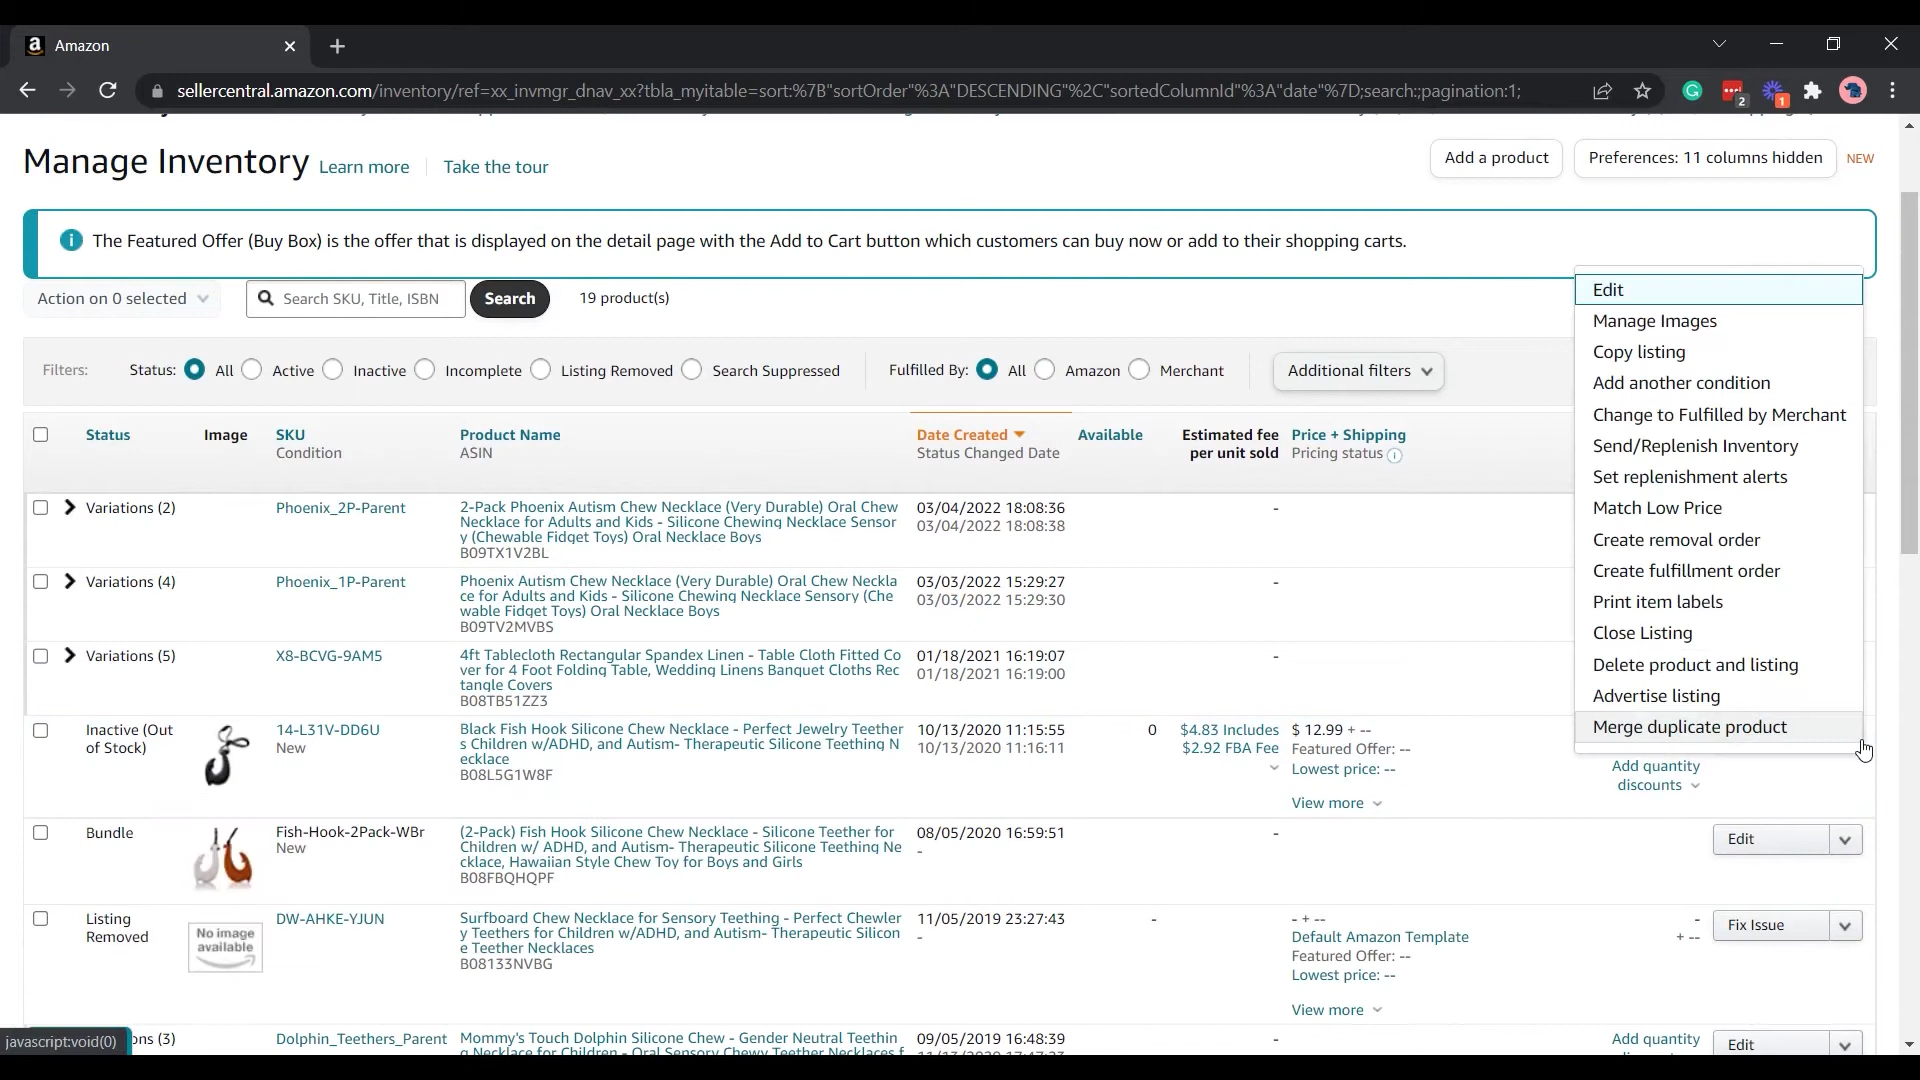 Amazon
sellercentral.amazon.com/inventory/ref=xx_invmgr_dnav_xx?tbla_myitable=sort:%7B"sortOrder"%3A"DESCENDING"%2C"sortedColumnId"%3A"date"%7D;search:;pagination:1;
2
1
Manage Inventory Learn more Take the tour
Add a product Preferences: 11 columns hidden NEW
The Featured Offer (Buy Box) is the offer that is displayed on the detail page with the Add to Cart button which customers can buy now or add to their shopping carts.
Action on 0 selected Search SKU, Title, ISBN Search 19 product(s)
Filters: Status: All Active Inactive Incomplete Listing Removed Search Suppressed Fulfilled By: All Amazon Merchant Additional filters
Status Image SKU Product Name Date Created Available Estimated fee Price + Shipping
Condition ASIN Status Changed Date per unit sold Pricing status
Variations (2) Phoenix_2P-Parent 2-Pack Phoenix Autism Chew Necklace (Very Durable) Oral Chew 03/04/2022 18:08:36 -
Necklace for Adults and Kids - Silicone Chewing Necklace Sensor 03/04/2022 18:08:38
y (Chewable Fidget Toys) Oral Necklace Boys
B09TX1V2BL
Variations (4) Phoenix_1P-Parent Phoenix Autism Chew Necklace (Very Durable) Oral Chew Neckla 03/03/2022 15:29:27 -
ce for Adults and Kids - Silicone Chewing Necklace Sensory (Che 03/03/2022 15:29:30
wable Fidget Toys) Oral Necklace Boys
B09TV2MVBS
Variations (5) X8-BCVG-9AM5 4ft Tablecloth Rectangular Spandex Linen - Table Cloth Fitted Co 01/18/2021 16:19:07 -
ver for 4 Foot Folding Table, Wedding Linens Banquet Cloths Rec 01/18/2021 16:19:00
tangle Covers
B08TB51ZZ3
Inactive (Out 14-L31V-DD6U Black Fish Hook Silicone Chew Necklace - Perfect Jewelry Teether 10/13/2020 11:15:55 0 $4.83 Includes $ 12.99 + --
of Stock) New s Children w/ADHD, and Autism- Therapeutic Silicone Teething N 10/13/2020 11:16:11 $2.92 FBA Fee Featured Offer: --
ecklace
B08L5G1W8F Lowest price: --
View more
Bundle Fish-Hook-2Pack-WBr (2-Pack) Fish Hook Silicone Chew Necklace - Silicone Teether for 08/05/2020 16:59:51 - Edit
New Children w/ ADHD, and Autism- Therapeutic Silicone Teething Ne -
cklace, Hawaiian Style Chew Toy for Boys and Girls
B08FBQHQPF
Listing DW-AHKE-YJUN Surfboard Chew Necklace for Sensory Teething - Perfect Chewler 11/05/2019 23:27:43 - - + -- - Fix Issue
Removed No image available y Teethers for Children w/ADHD, and Autism- Therapeutic Silicon - Default Amazon Template + --
e Teether Necklaces Featured Offer: --
B08133NVBG Lowest price: --
View more
ons (3) Dolphin_Teethers_Parent Mommy's Touch Dolphin Silicone Chew - Gender Neutral Teethin 09/05/2019 16:48:39 - Add quantity Edit
g Necklace for Children - Oral Sensory Chewy Teether Necklaces f
javascript:void(0)
Edit
Manage Images
Copy listing
Add another condition
Change to Fulfilled by Merchant
Send/Replenish Inventory
Set replenishment alerts
Match Low Price
Create removal order
Create fulfillment order
Print item labels
Close Listing
Delete product and listing
Advertise listing
Merge duplicate product
Add quantity
discounts